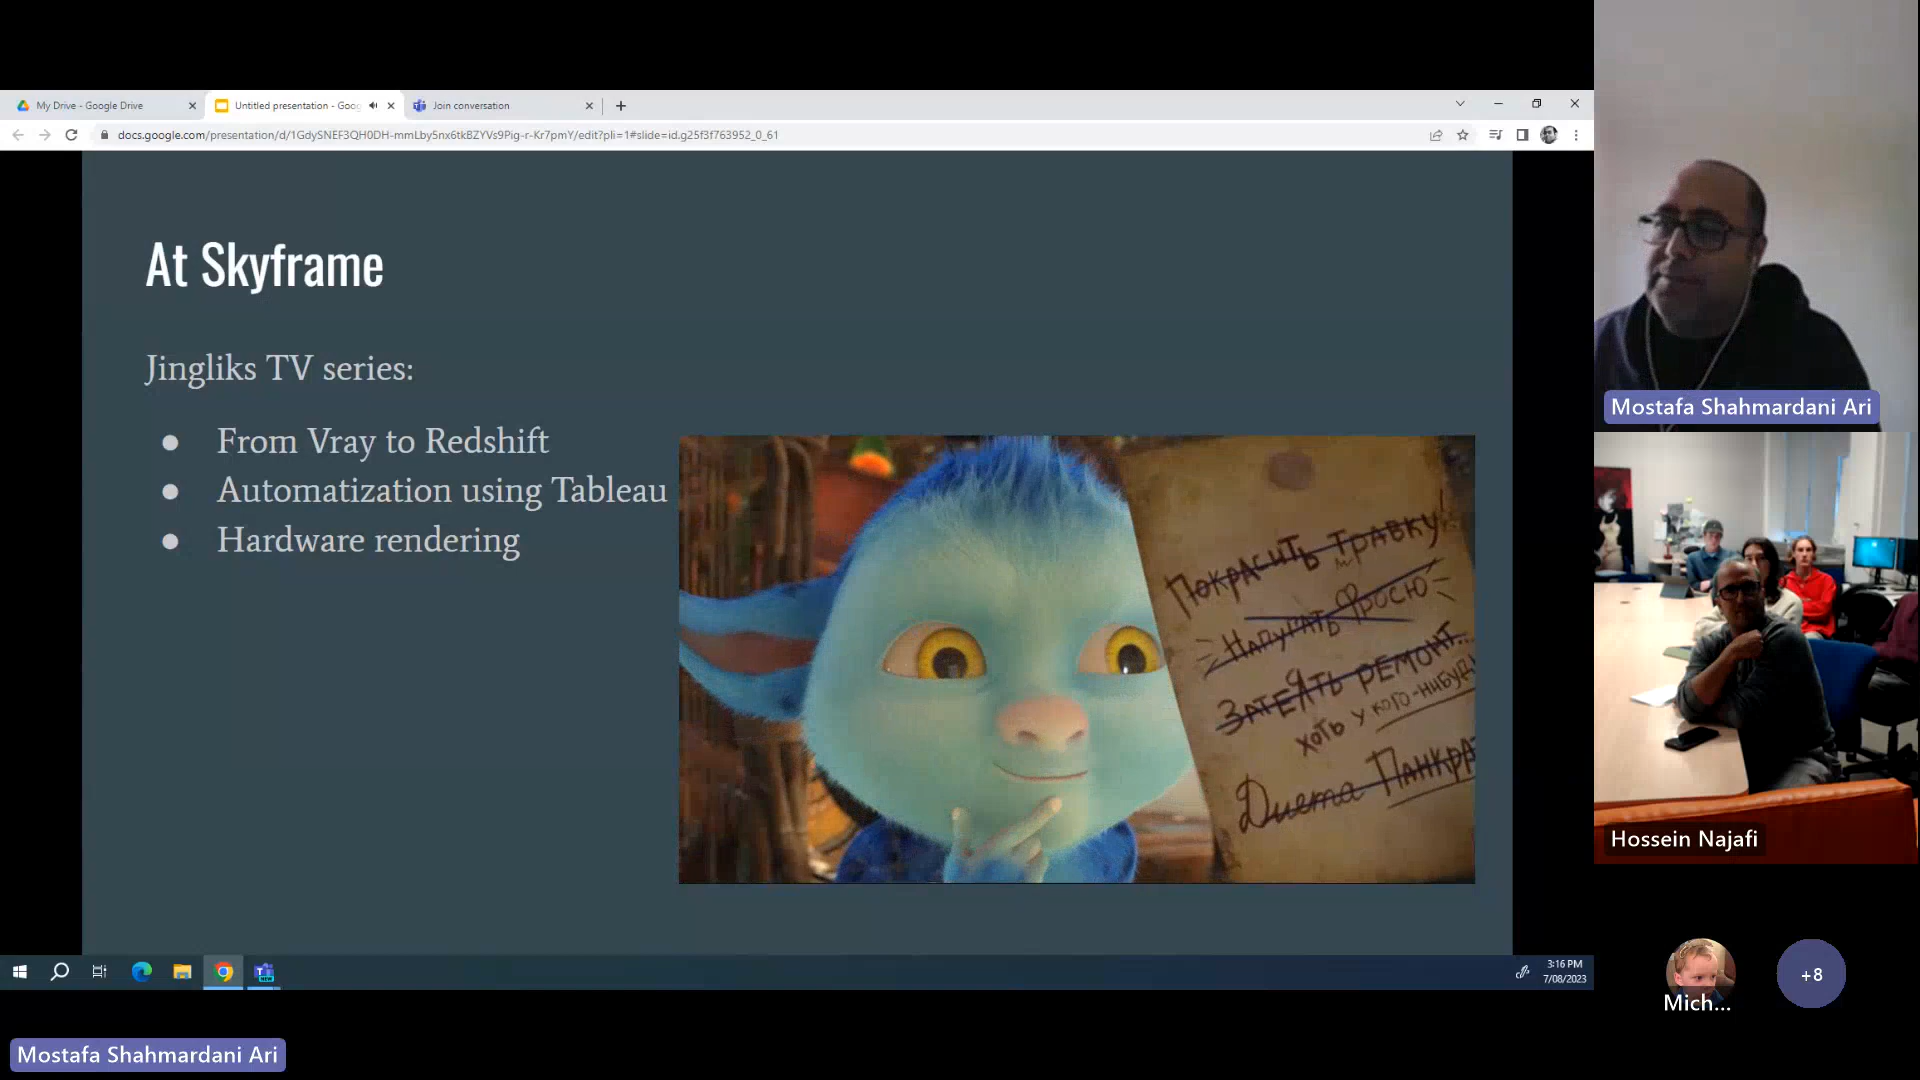 My Drive - Google Drive
Untitled presentation - Goo
Join conversation
docs.google.com/presentation/d/1GdySNEF3QH0DH-mmLby5nx6tkBZYVs9Pig-r-Kr7pmY/edit?pli=1#slide=id.g25f3f763952_0_61
At Skyframe
Jingliks TV series:
● From Vray to Redshift
● Automatization using Tableau
● Hardware rendering
Покрасить травку!
Напугать Фросю
Затеять ремонт...
хоть у кого-нибудь
Диета Панкра
3:16 PM
7/08/2023
Mostafa Shahmardani Ari
Hossein Najafi
Mich...
+8
Mostafa Shahmardani Ari